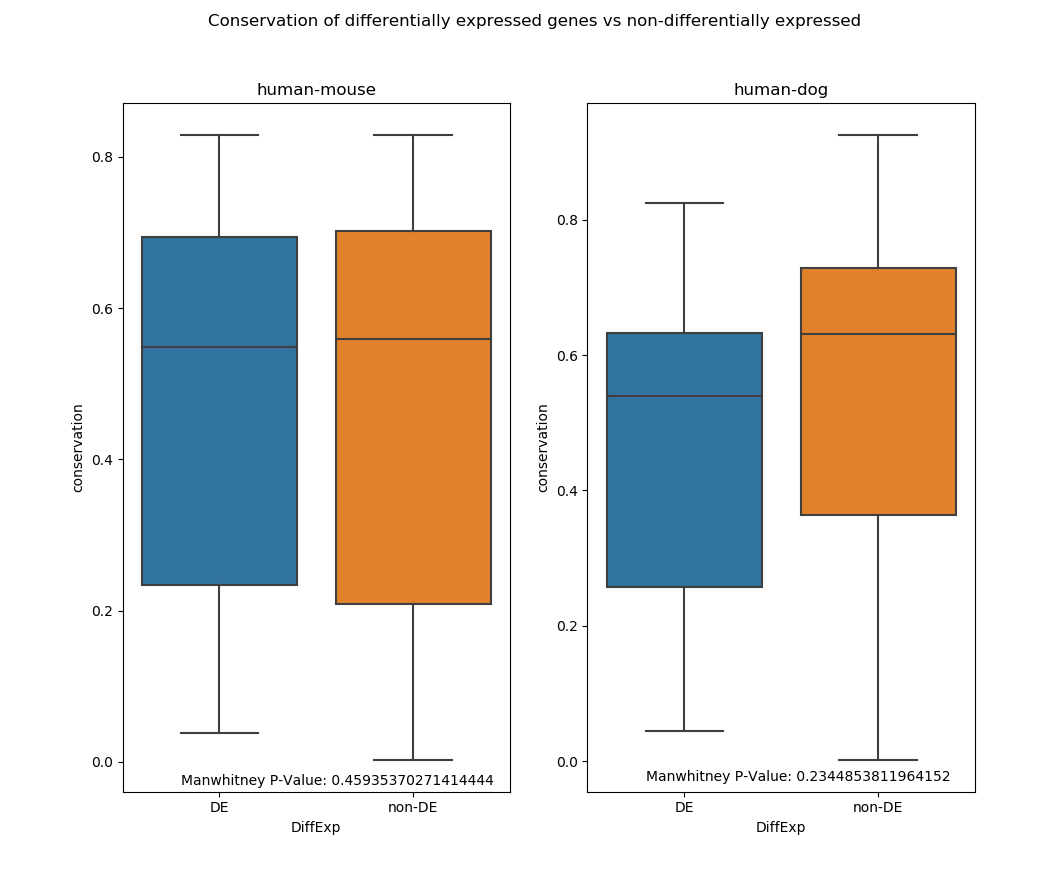 Conservation of differentially expressed genes vs non-differentially expressed
human-mouse
0.8
0.6
0.4
0.2
0.0
conservation
Manwhitney P-Value: 0.45935370271414444
DE
non-DE
DiffExp
human-dog
0.8
0.6
0.4
0.2
0.0
conservation
Manwhitney P-Value: 0.2344853811964152
DE
non-DE
DiffExp